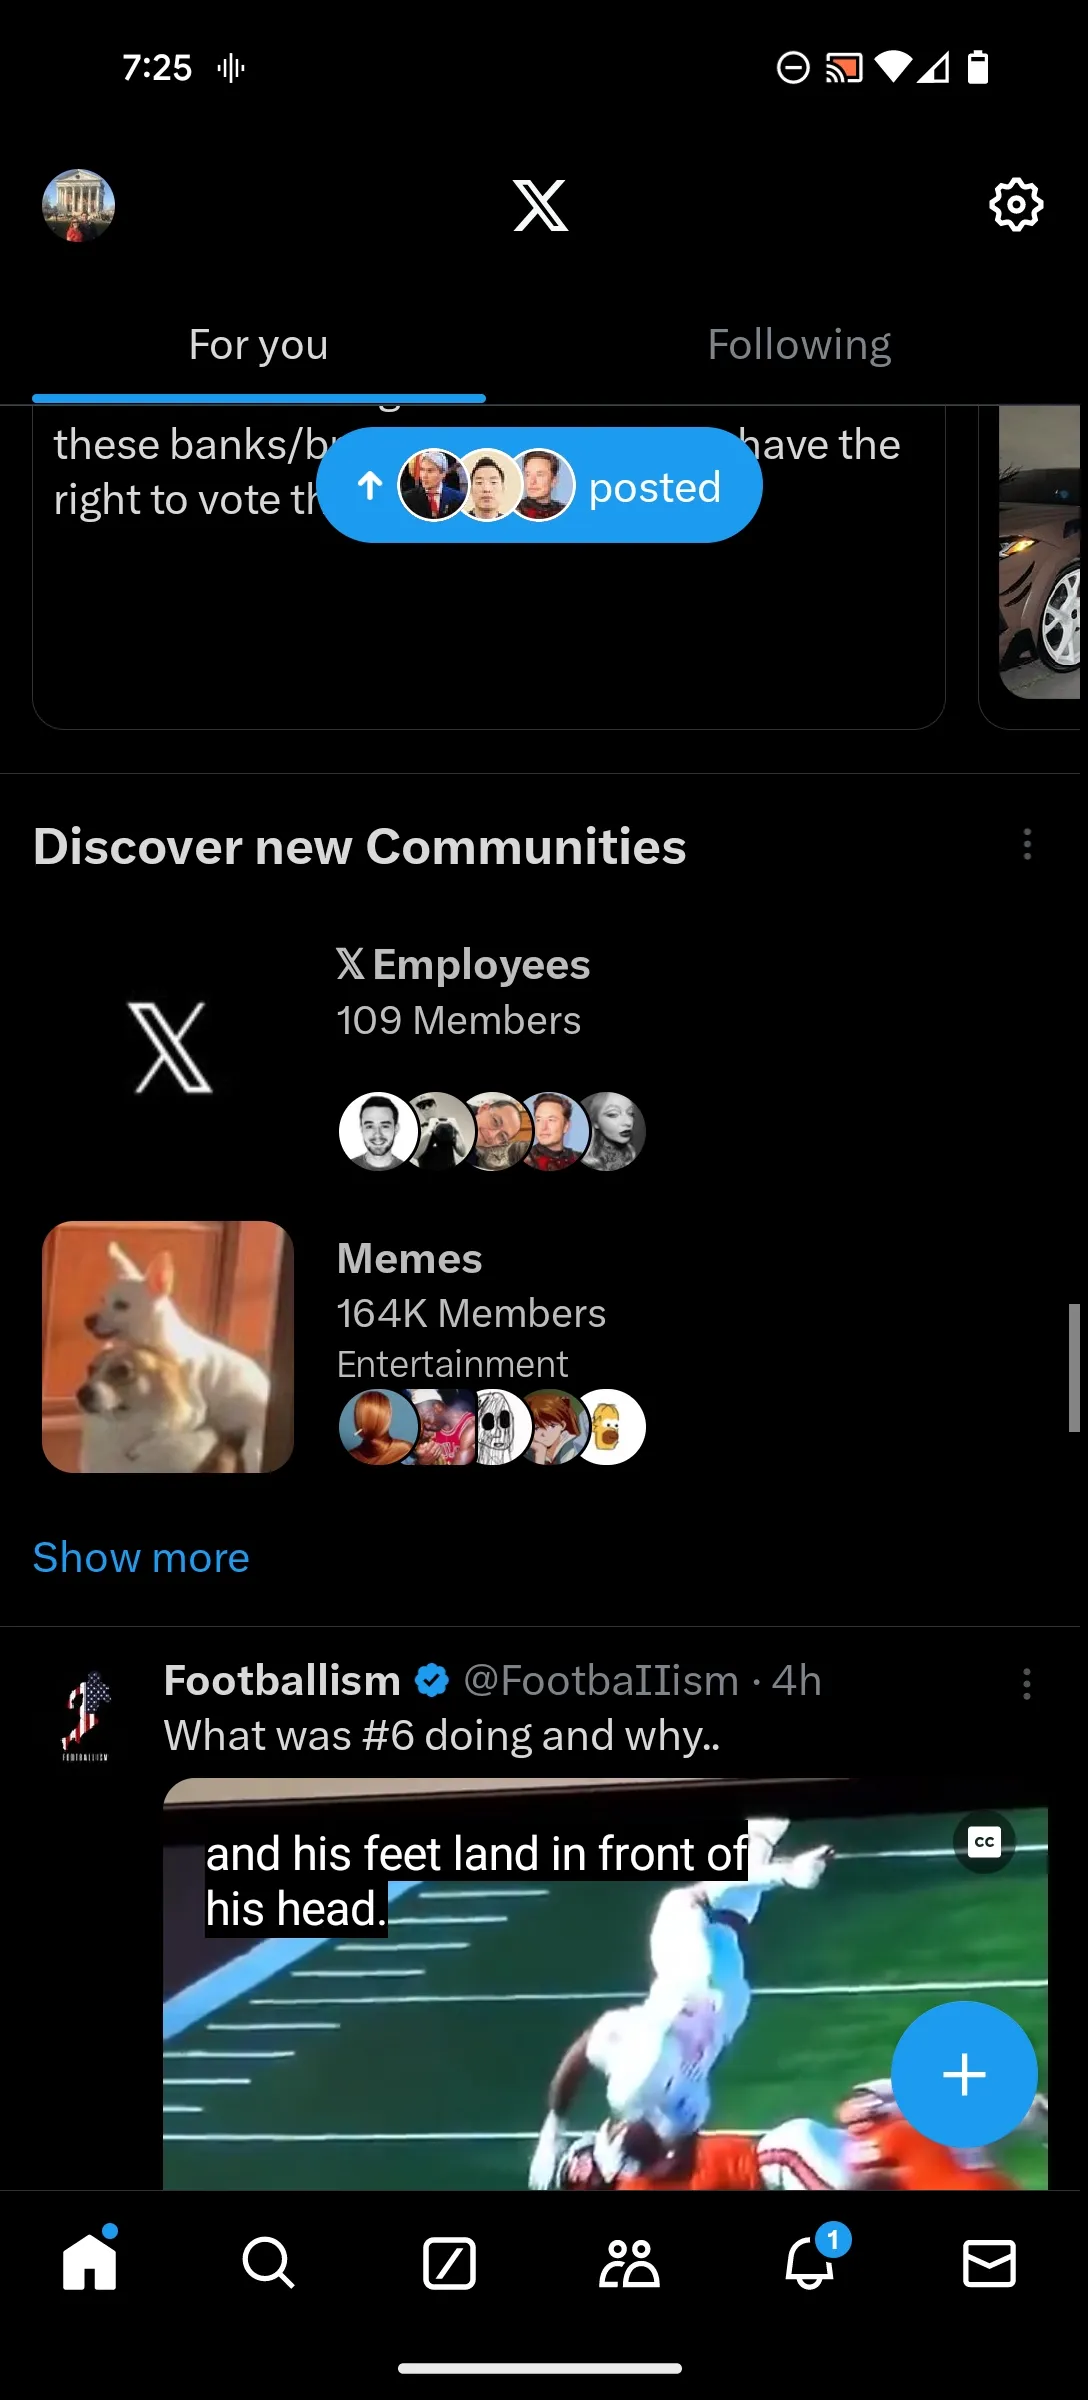 7:25
For you
Following
these banks/b
have the
right to vote th
posted
Discover new Communities
𝕏 Employees
109 Members
Memes
164K Members
Entertainment
Show more
Footballism @FootbaIIism · 4h
What was #6 doing and why..
and his feet land in front of
his head.
CC
1
FOOTBALLISM